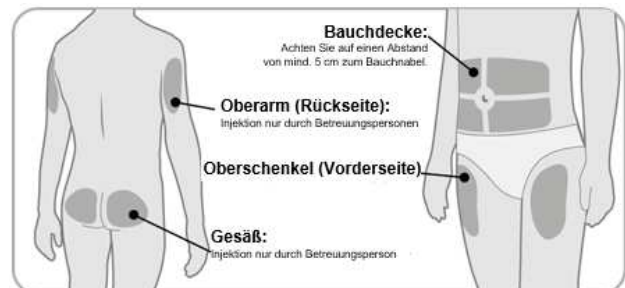 Bauchdecke:
Achten Sie auf einen Abstand
von mind. 5 cm zum Bauchnabel.
Oberarm (Rückseite):
Injektion nur durch Betreuungspersonen
Oberschenkel (Vorderseite)
Gesäß:
Injektion nur durch Betreuungsperson